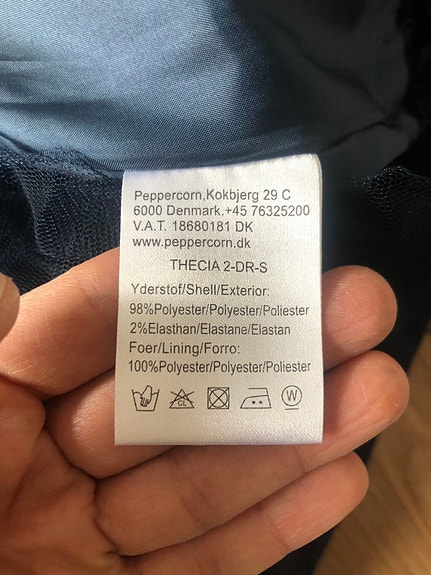 Peppercorn,Kokbjerg 29 C
6000 Denmark.+45 76325200
V.A.T. 18680181 DK
www.peppercorn.dk
THECIA 2-DR-S
Yderstof/Shell/Exterior:
98%Polyester/Polyester/Poliester
2%Elasthan/Elastane/Elastan
Foer/Lining/Forro:
100%Polyester/Polyester/Poliester
CL W